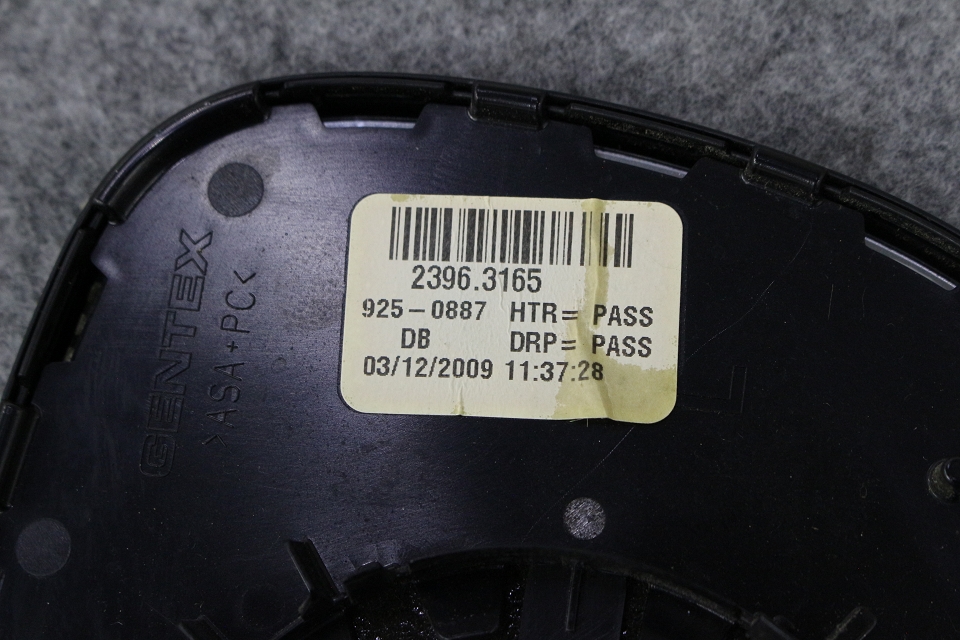 2396.3165
925-0887 HTR= PASS
DB DRP= PASS
03/12/2009 11:37:28
GENTEX
>ASA+PC<